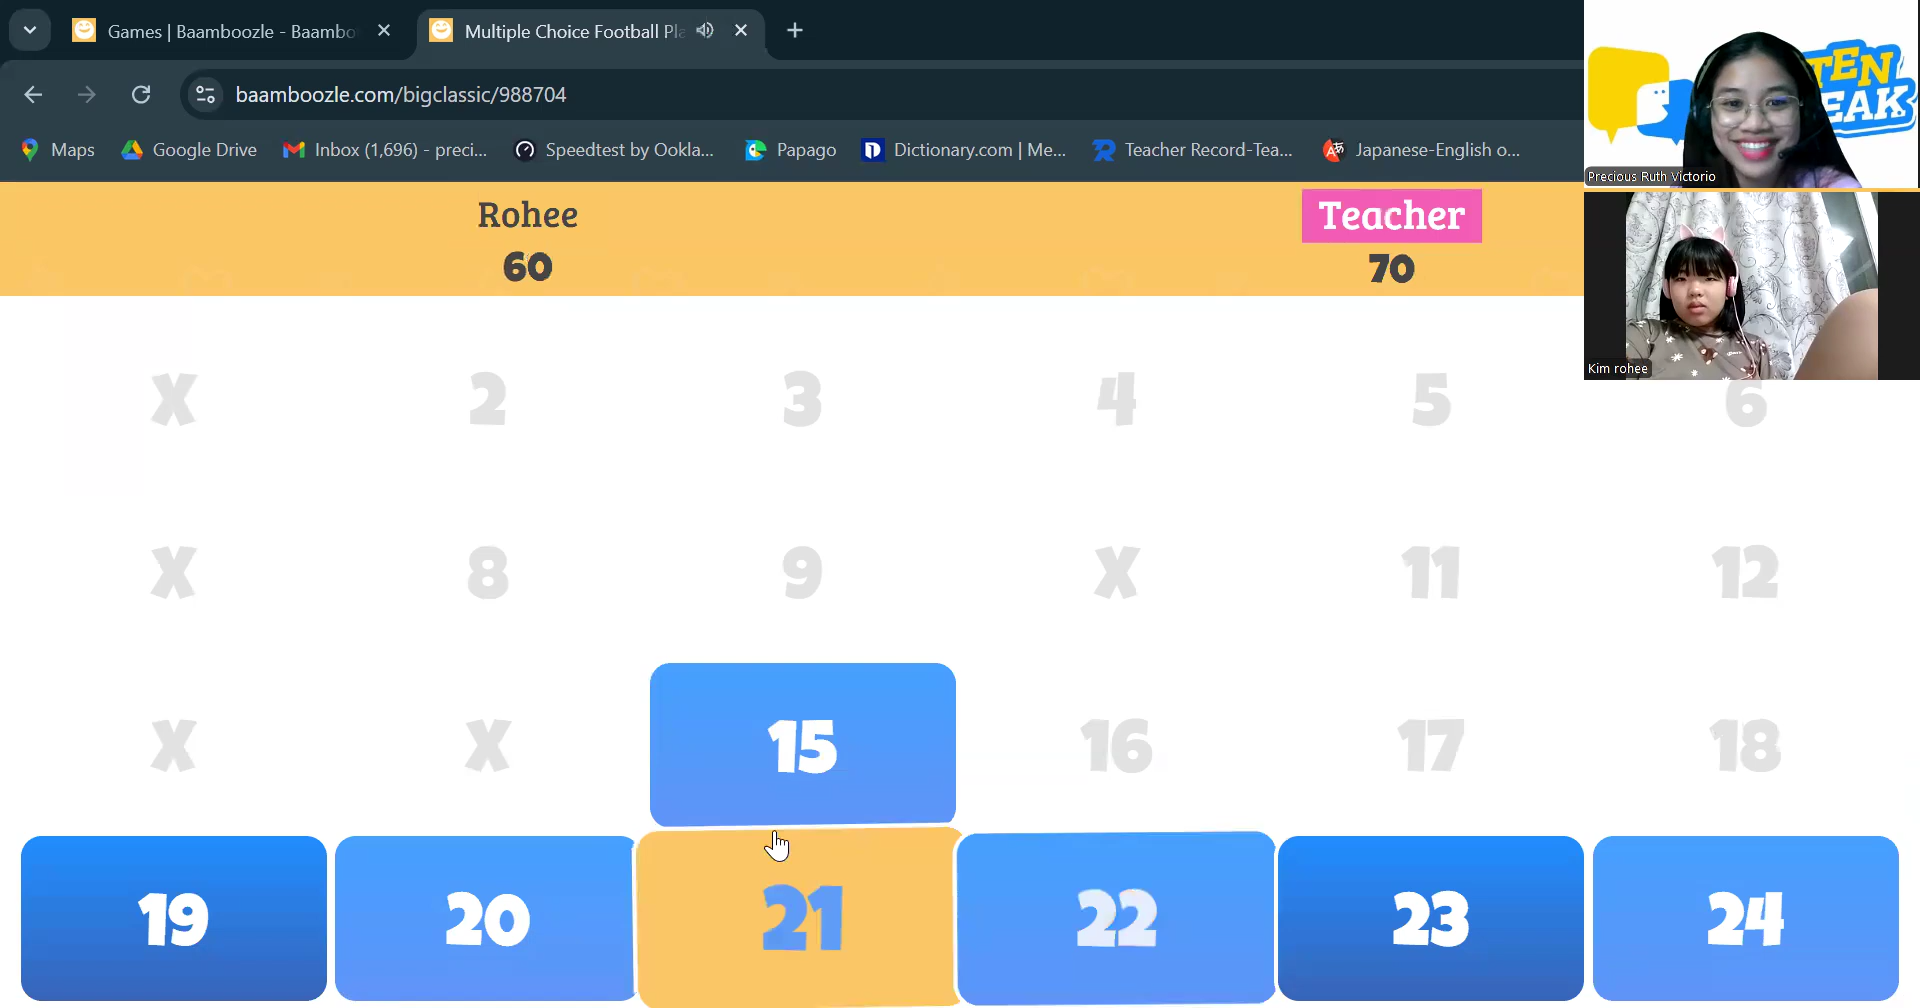 Games | Baamboozle - Baambo
Multiple Choice Football Pla
baamboozle.com/bigclassic/988704
Maps
Google Drive
Inbox (1,696) - preci...
Speedtest by Ookla...
Papago
Dictionary.com | Me...
Teacher Record-Tea...
Japanese-English o...
TEN
EAK
Precious Ruth Victorio
Kim rohee
Rohee
60
Teacher
70
X 2 3 4 5 6
X 8 9 X 11 12
X X 15 16 17 18
19 20 21 22 23 24